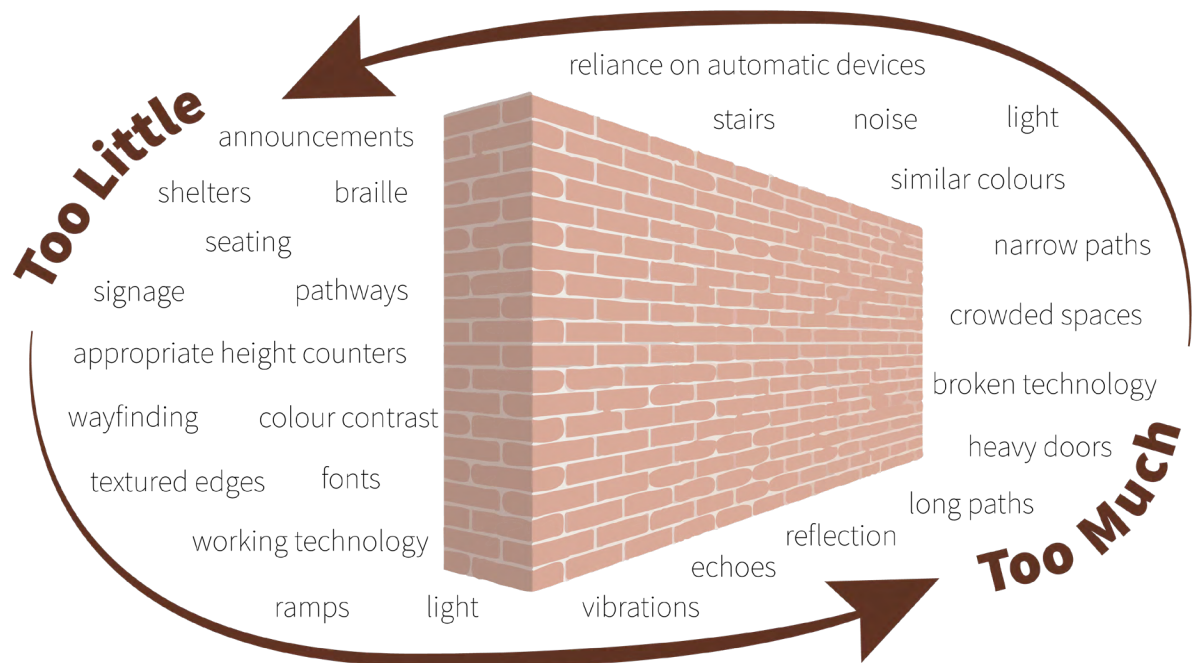 Too Little
announcements
shelters braille
seating
signage pathways
appropriate height counters
wayfinding colour contrast
textured edges fonts
working technology
ramps light
reliance on automatic devices
stairs noise light
similar colours
narrow paths
crowded spaces
broken technology
heavy doors
long paths
reflection
echoes
vibrations
Too Much